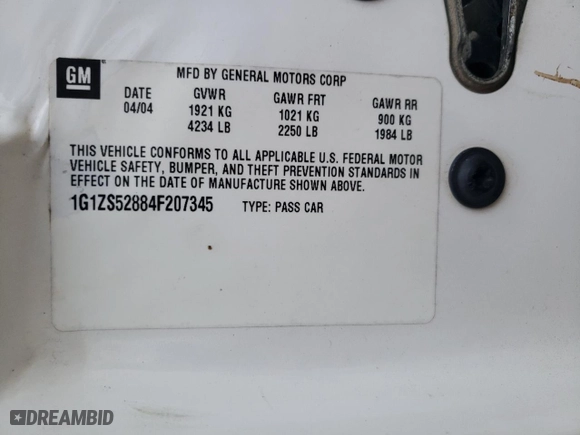 GM
MFD BY GENERAL MOTORS CORP
DATE GVWR GAWR FRT GAWR RR
04/04 1921 KG 1021 KG 900 KG
4234 LB 2250 LB 1984 LB
THIS VEHICLE CONFORMS TO ALL APPLICABLE U.S. FEDERAL MOTOR
VEHICLE SAFETY, BUMPER, AND THEFT PREVENTION STANDARDS IN
EFFECT ON THE DATE OF MANUFACTURE SHOWN ABOVE.
1G1ZS52884F207345 TYPE: PASS CAR
DREAMBID